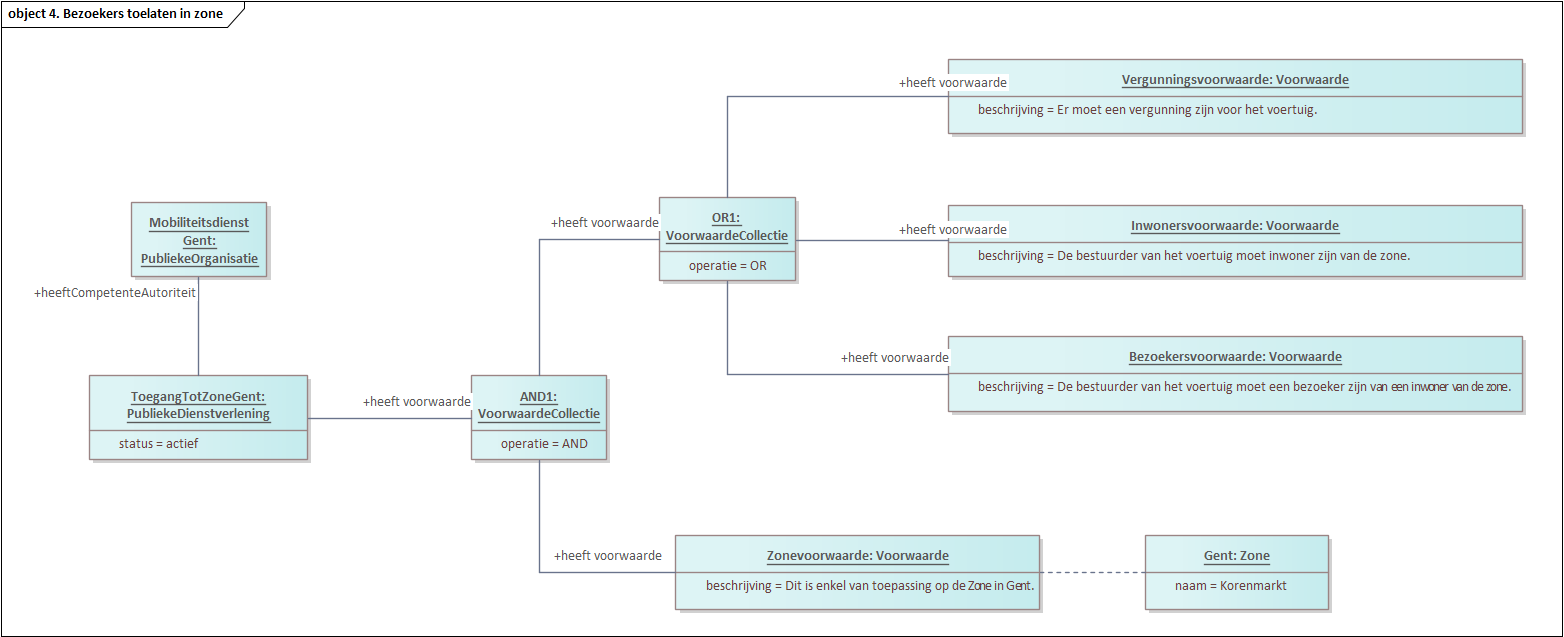 object 4. Bezoekers toelaten in zone
+heeft voorwaarde
Vergunningsvoorwaarde: Voorwaarde
beschrijving = Er moet een vergunning zijn voor het voertuig.
Mobiliteitsdienst
Gent:
PubliekeOrganisatie
+heeftCompetenteAutoriteit
+heeft voorwaarde
OR1:
VoorwaardeCollectie
operatie = OR
+heeft voorwaarde
Inwonersvoorwaarde: Voorwaarde
beschrijving = De bestuurder van het voertuig moet inwoner zijn van de zone.
+heeft voorwaarde
Bezoekersvoorwaarde: Voorwaarde
beschrijving = De bestuurder van het voertuig moet een bezoeker zijn van een inwoner van de zone.
ToegangTotZoneGent:
PubliekeDienstverlening
status = actief
+heeft voorwaarde
AND1:
VoorwaardeCollectie
operatie = AND
+heeft voorwaarde
Zonevoorwaarde: Voorwaarde
beschrijving = Dit is enkel van toepassing op de Zone in Gent.
Gent: Zone
naam = Korenmarkt